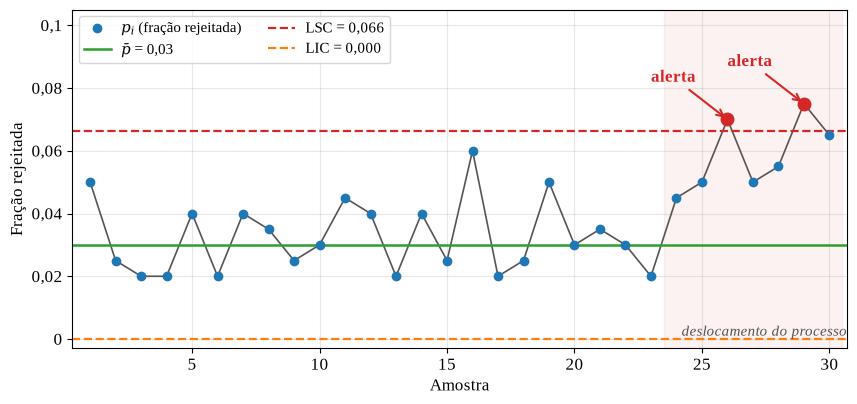 pᵢ (fração rejeitada)
p̄ = 0,03
LSC = 0,066
LIC = 0,000
alerta
alerta
deslocamento do processo
0,1
0,08
0,06
0,04
0,02
0
Fração rejeitada
5
10
15
20
25
30
Amostra